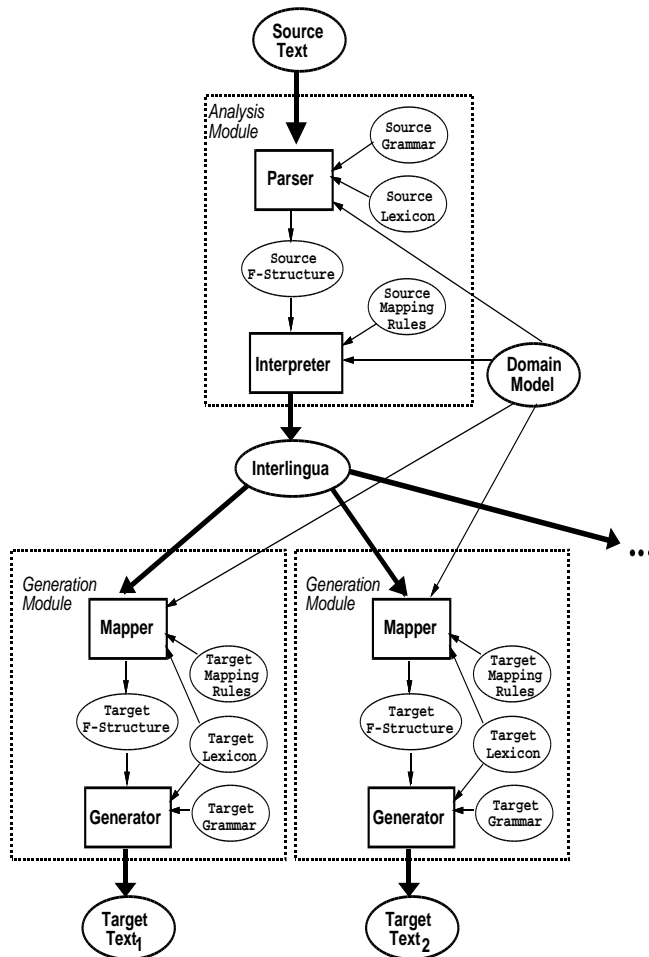 Source
Text
Analysis
Module
Source
Grammar
Parser
Source
Lexicon
Source
F-Structure
Source
Mapping
Rules
Interpreter
Domain
Model
Interlingua
...
Generation
Module
Mapper
Target
Mapping
Rules
Target
F-Structure
Target
Lexicon
Generator
Target
Grammar
Target
Text1
Generation
Module
Mapper
Target
Mapping
Rules
Target
F-Structure
Target
Lexicon
Generator
Target
Grammar
Target
Text2